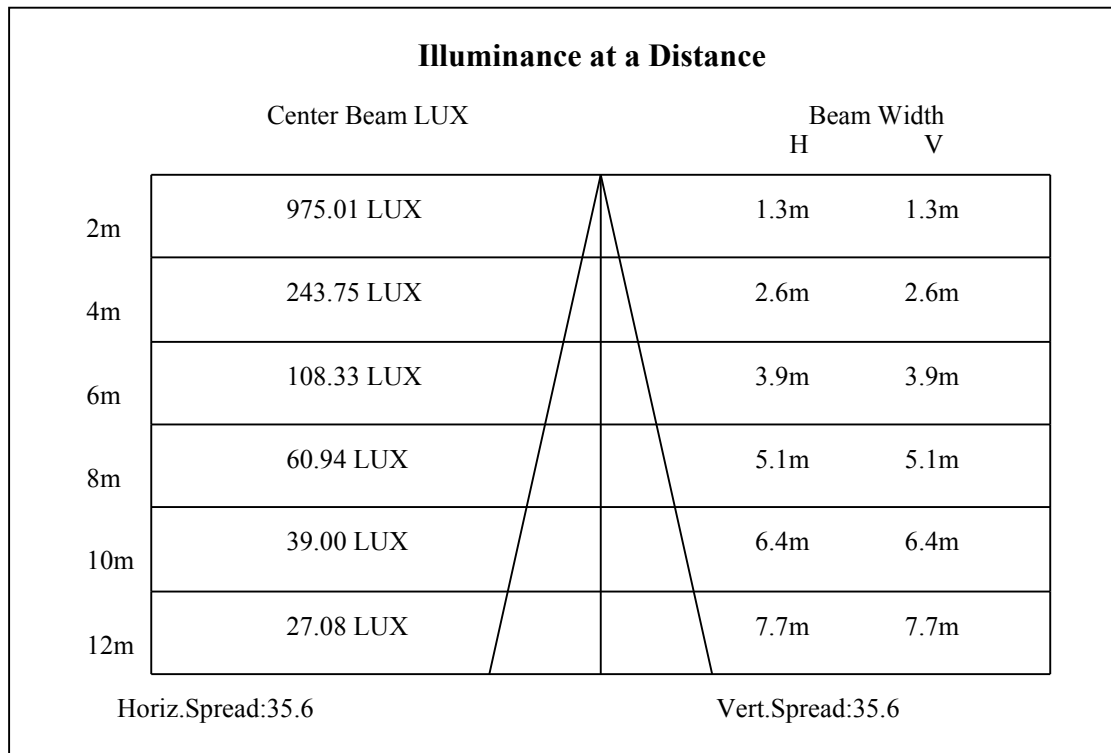 Illuminance at a Distance
Center Beam LUX Beam Width
H V
2m 975.01 LUX 1.3m 1.3m
4m 243.75 LUX 2.6m 2.6m
6m 108.33 LUX 3.9m 3.9m
8m 60.94 LUX 5.1m 5.1m
10m 39.00 LUX 6.4m 6.4m
12m 27.08 LUX 7.7m 7.7m
Horiz.Spread:35.6 Vert.Spread:35.6